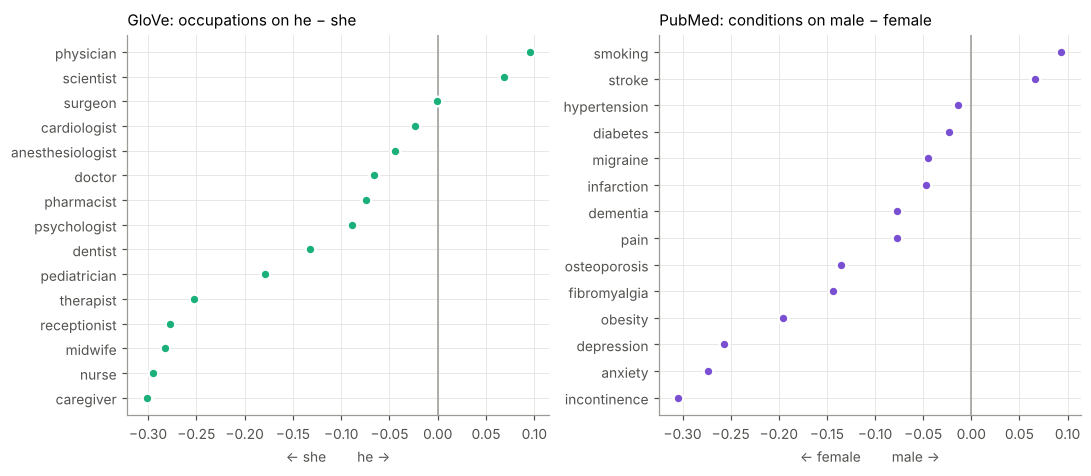 GloVe: occupations on he − she
physician
scientist
surgeon
cardiologist
anesthesiologist
doctor
pharmacist
psychologist
dentist
pediatrician
therapist
receptionist
midwife
nurse
caregiver
−0.30 −0.25 −0.20 −0.15 −0.10 −0.05 0.00 0.05 0.10
← she he →
PubMed: conditions on male − female
smoking
stroke
hypertension
diabetes
migraine
infarction
dementia
pain
osteoporosis
fibromyalgia
obesity
depression
anxiety
incontinence
−0.30 −0.25 −0.20 −0.15 −0.10 −0.05 0.00 0.05 0.10
← female male →